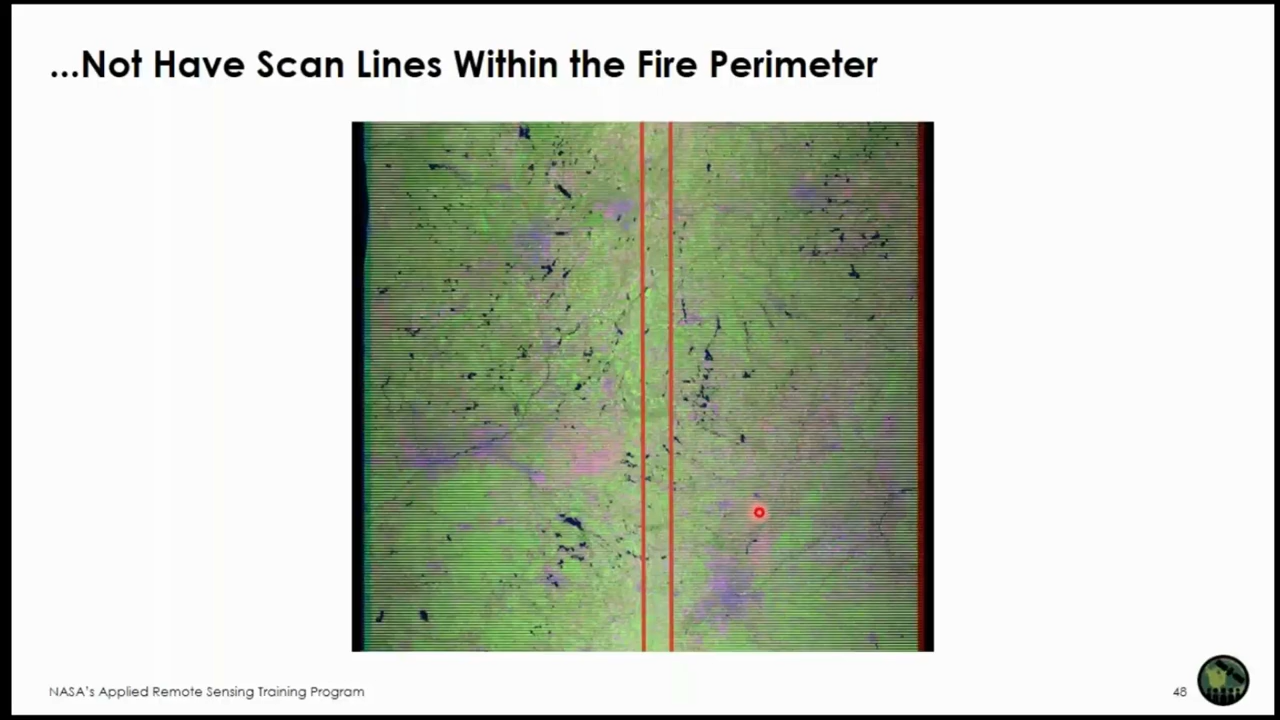 ...Not Have Scan Lines Within the Fire Perimeter
NASA's Applied Remote Sensing Training Program
48